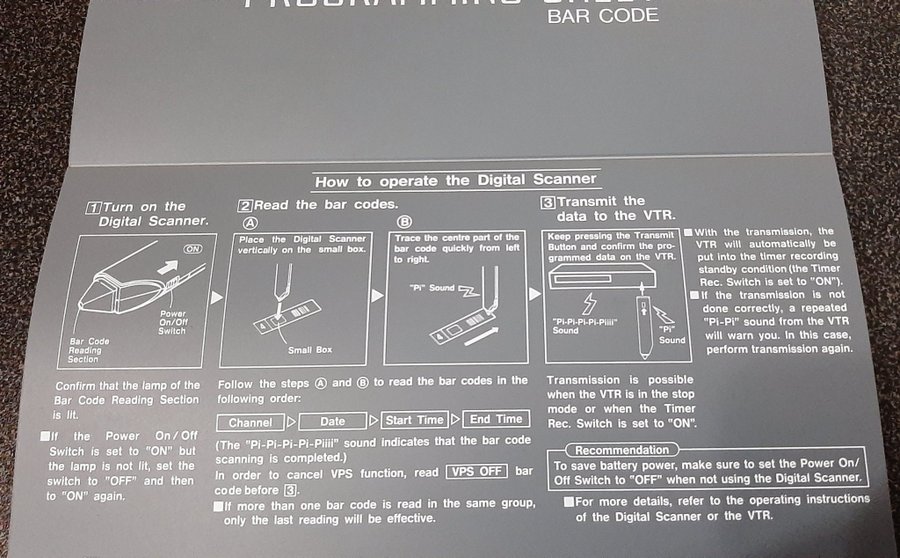 BAR CODE
How to operate the Digital Scanner
1 Turn on the
Digital Scanner.
ON
Power
On/Off
Switch
Bar Code
Reading
Section
Confirm that the lamp of the
Bar Code Reading Section
is lit.
■If the Power On/Off
Switch is set to "ON" but
the lamp is not lit, set the
switch to "OFF" and then
to "ON" again.
2 Read the bar codes.
Ⓐ
Place the Digital Scanner
vertically on the small box.
4
Small Box
Ⓑ
Trace the centre part of the
bar code quickly from left
to right.
"Pi" Sound
4
Follow the steps Ⓐ and Ⓑ to read the bar codes in the
following order:
Channel ▷ Date ▷ Start Time ▷ End Time
(The "Pi-Pi-Pi-Pi-Piiii" sound indicates that the bar code
scanning is completed.)
In order to cancel VPS function, read VPS OFF bar
code before 3.
■If more than one bar code is read in the same group,
only the last reading will be effective.
3 Transmit the
data to the VTR.
Keep pressing the Transmit
Button and confirm the pro-
grammed data on the VTR.
"Pi-Pi-Pi-Pi-Piiii"
Sound
"Pi"
Sound
Transmission is possible
when the VTR is in the stop
mode or when the Timer
Rec. Switch is set to "ON".
■With the transmission, the
VTR will automatically be
put into the timer recording
standby condition (the Timer
Rec. Switch is set to "ON").
■If the transmission is not
done correctly, a repeated
"Pi-Pi" sound from the VTR
will warn you. In this case,
perform transmission again.
Recommendation
To save battery power, make sure to set the Power On/
Off Switch to "OFF" when not using the Digital Scanner.
■For more details, refer to the operating instructions
of the Digital Scanner or the VTR.